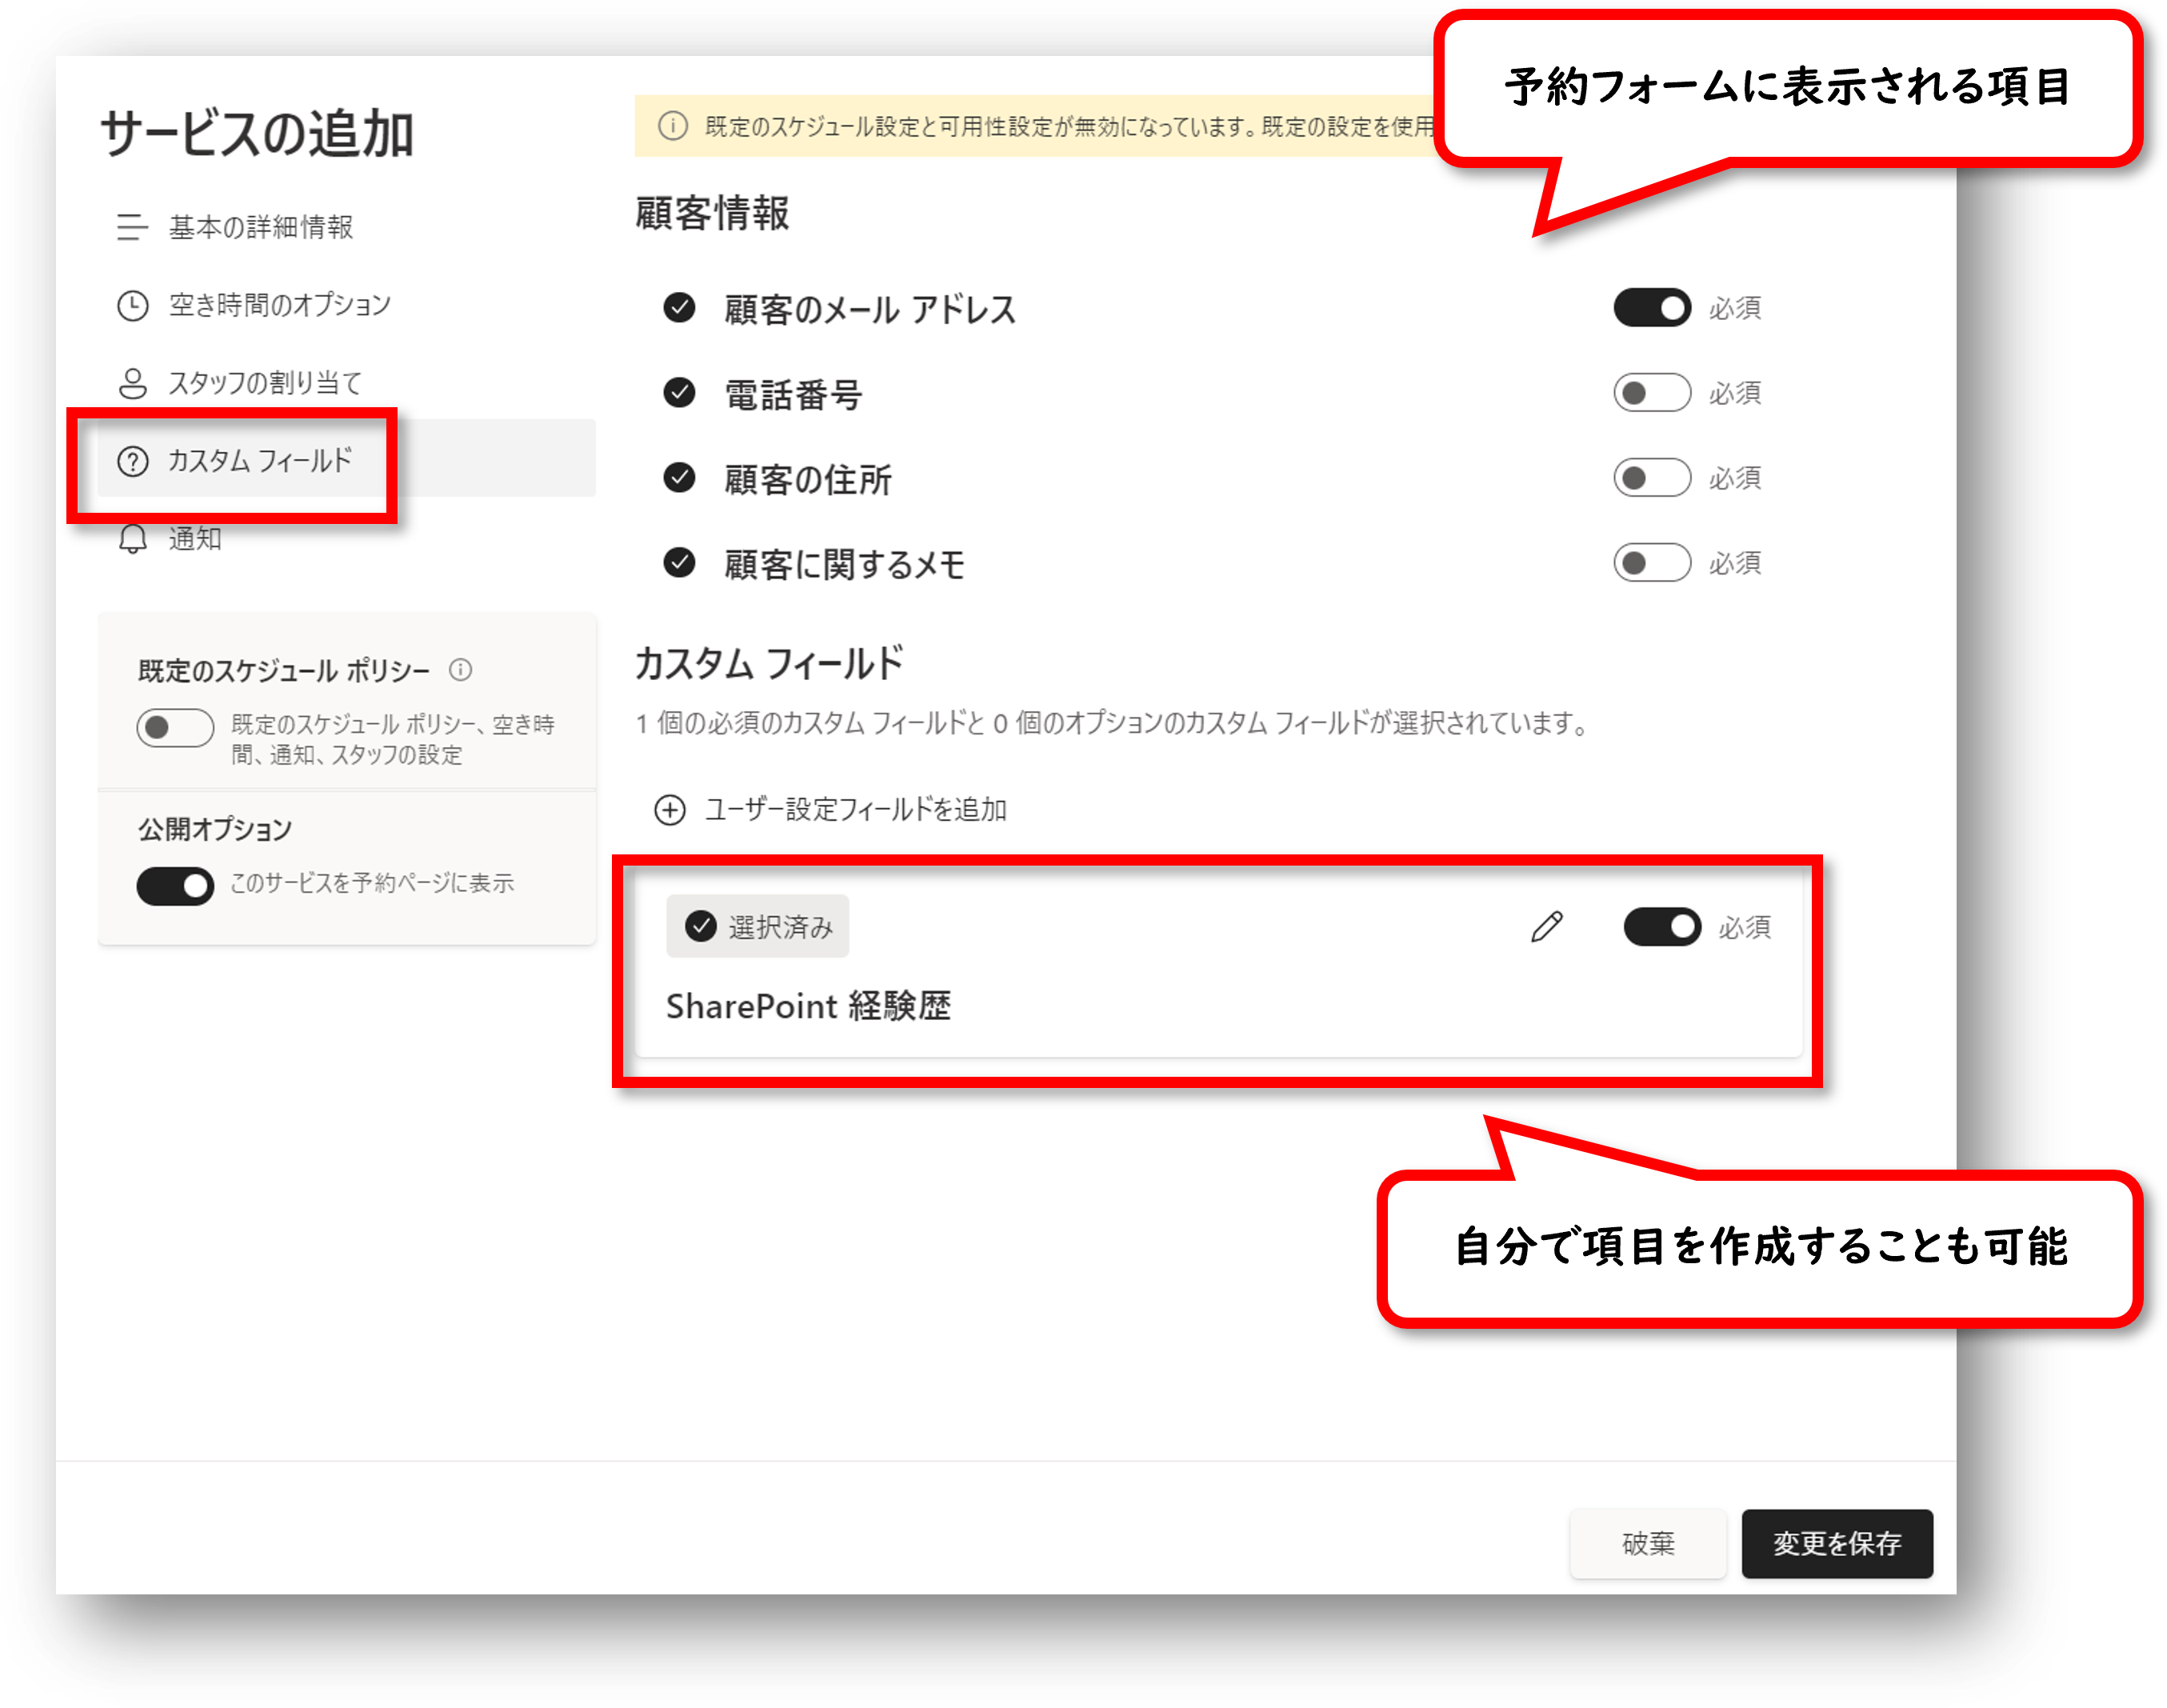 予約フォームに表示される項目
サービスの追加
既定のスケジュール設定と可用性設定が無効になっています。既定の設定を使用
基本の詳細情報
空き時間のオプション
スタッフの割り当て
カスタム フィールド
通知
既定のスケジュール ポリシー
既定のスケジュール ポリシー、空き時
間、通知、スタッフの設定
公開オプション
このサービスを予約ページに表示
顧客情報
顧客のメール アドレス
必須
電話番号
必須
顧客の住所
必須
顧客に関するメモ
必須
カスタム フィールド
1 個の必須のカスタム フィールドと 0 個のオプションのカスタム フィールドが選択されています。
ユーザー設定フィールドを追加
選択済み
必須
SharePoint 経験歴
自分で項目を作成することも可能
破棄
変更を保存